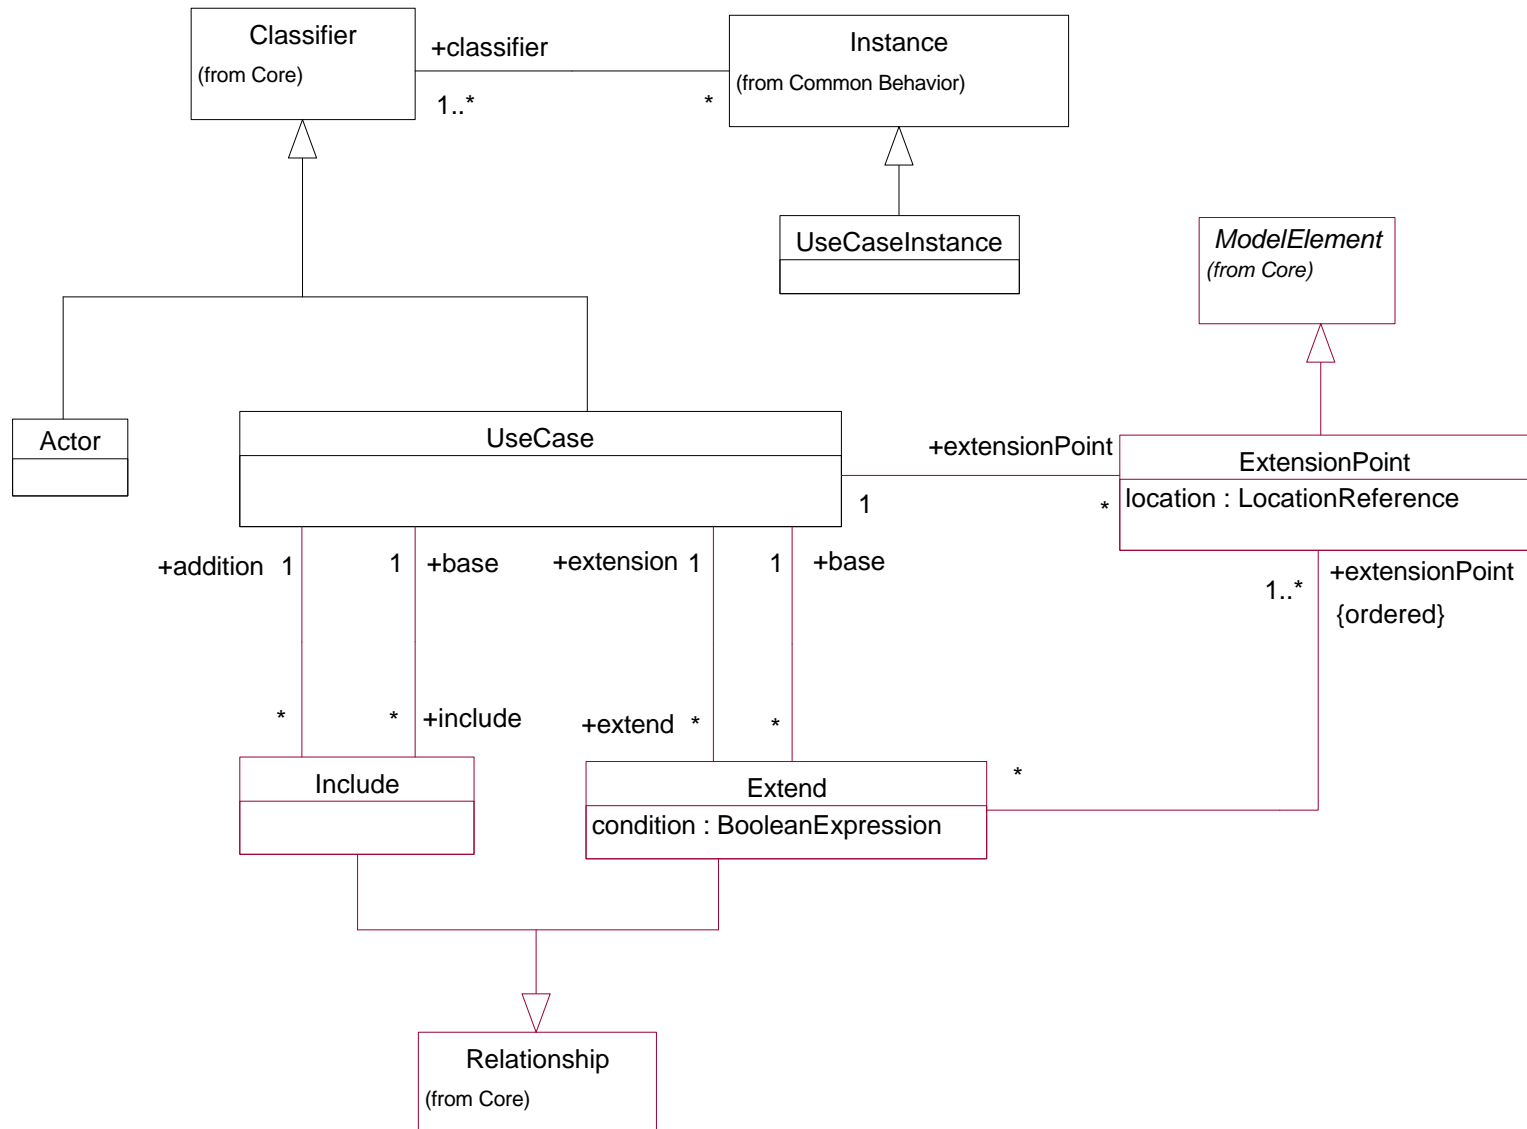 Classifier
(from Core)
+classifier
1..*
*
Instance
(from Common Behavior)
UseCaseInstance
ModelElement
(from Core)
Actor
UseCase
+extensionPoint
1
*
ExtensionPoint
location : LocationReference
+addition 1
1 +base
+extension 1
1 +base
+extensionPoint
1..*
{ordered}
*
* +include
+extend *
*
*
Include
Extend
condition : BooleanExpression
Relationship
(from Core)